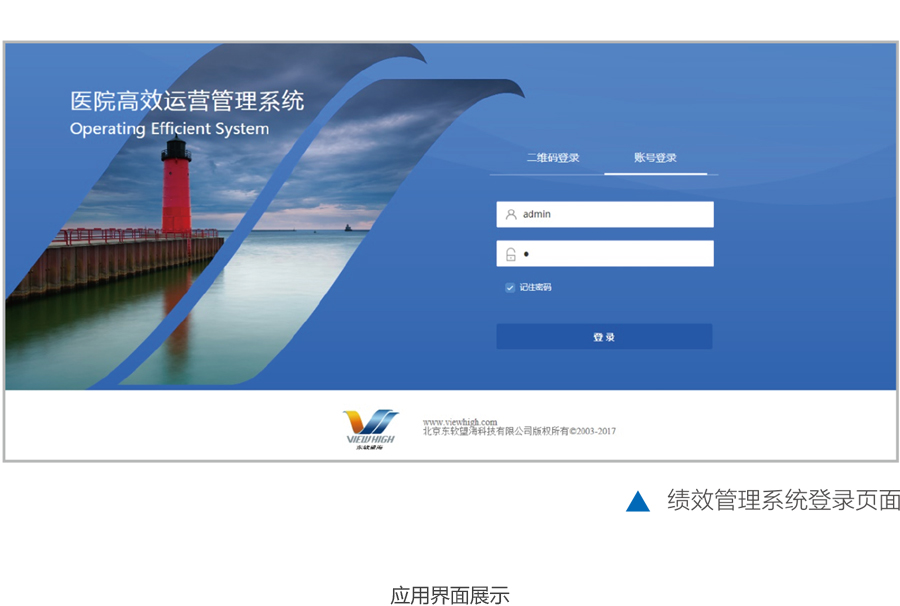 医院高效运营管理系统
Operating Efficient System
二维码登录 账号登录
admin
记住密码
登录
VIEWHIGH
东软望海
www.viewhigh.com
北京东软望海科技有限公司版权所有©2003-2017
绩效管理系统登录页面
应用界面展示